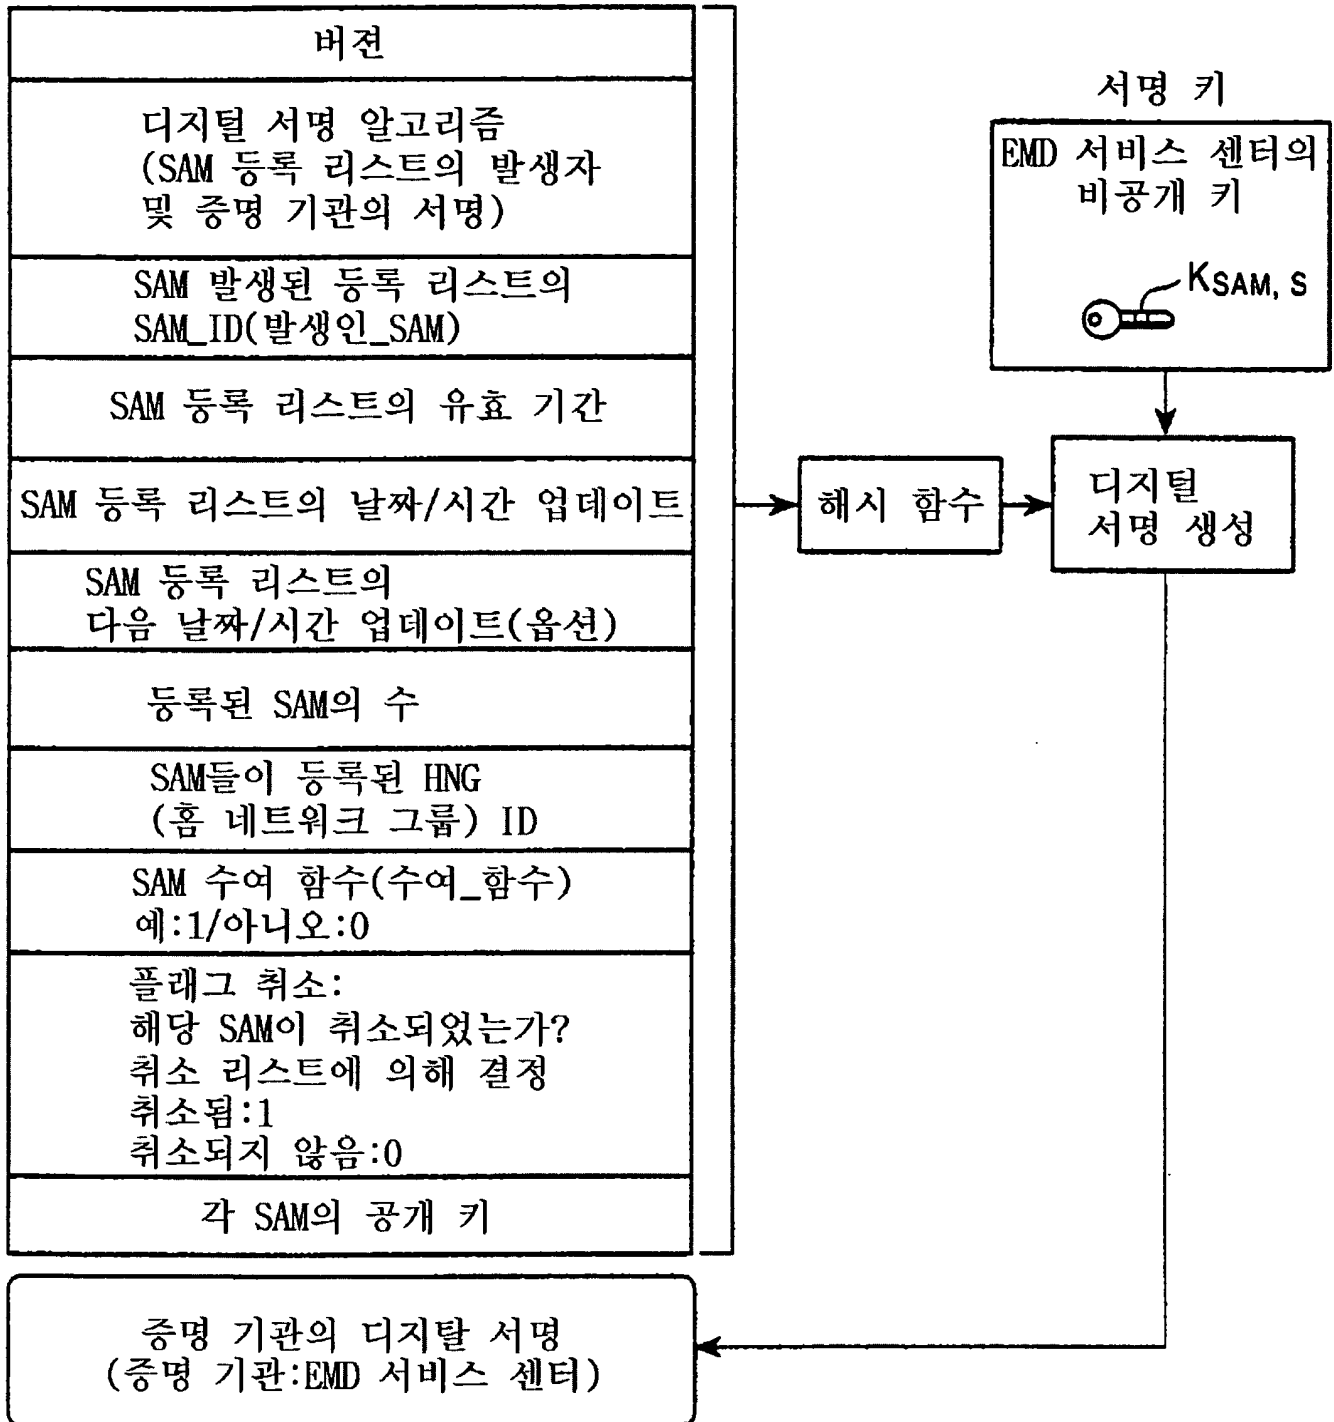 버젼
디지털 서명 알고리즘
(SAM 등록 리스트의 발생자
및 증명 기관의 서명)
SAM 발생된 등록 리스트의
SAM_ID(발생인_SAM)
SAM 등록 리스트의 유효 기간
SAM 등록 리스트의 날짜/시간 업데이트
SAM 등록 리스트의
다음 날짜/시간 업데이트(옵션)
등록된 SAM의 수
SAM들이 등록된 HNG
(홈 네트워크 그룹) ID
SAM 수여 함수(수여_함수)
예:1/아니오:0
플래그 취소:
해당 SAM이 취소되었는가?
취소 리스트에 의해 결정
취소됨:1
취소되지 않음:0
각 SAM의 공개 키
증명 기관의 디지탈 서명
(증명 기관:EMD 서비스 센터)
해시 함수
서명 키
EMD 서비스 센터의
비공개 키
KSAM, S
디지털
서명 생성